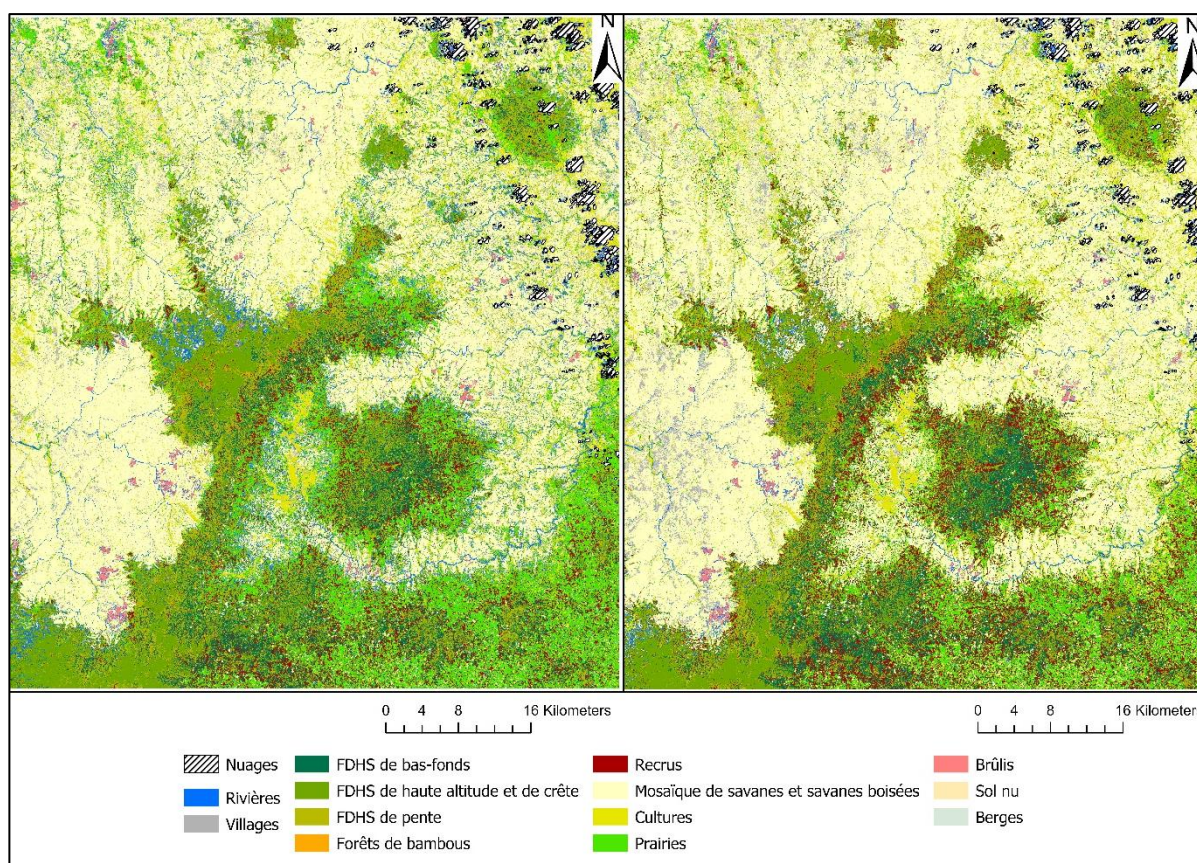 N
N
0 4 8 16 Kilometers
0 4 8 16 Kilometers
Nuages
FDHS de bas-fonds
Recrus
Brûlis
Rivières
FDHS de haute altitude et de crête
Mosaïque de savanes et savanes boisées
Sol nu
Villages
FDHS de pente
Cultures
Berges
Forêts de bambous
Prairies